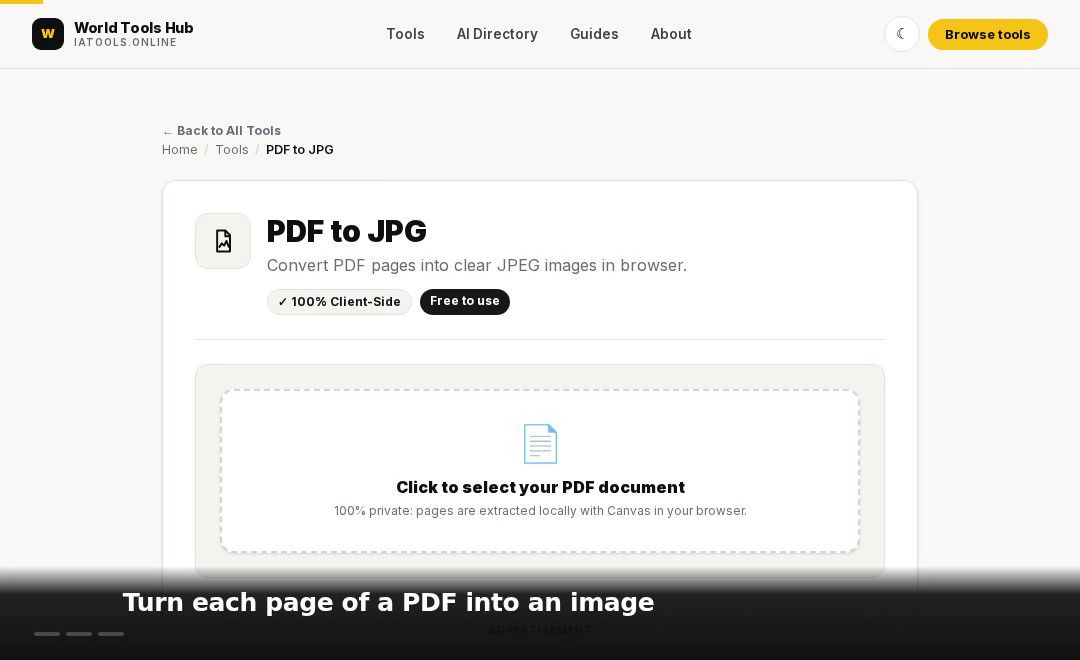 W
World Tools Hub
IATOOLS.ONLINE
Tools
AI Directory
Guides
About
Browse tools
← Back to All Tools
Home / Tools / PDF to JPG
PDF to JPG
Convert PDF pages into clear JPEG images in browser.
✓ 100% Client-Side
Free to use
Click to select your PDF document
100% private: pages are extracted locally with Canvas in your browser.
Turn each page of a PDF into an image
ADVERTISEMENT